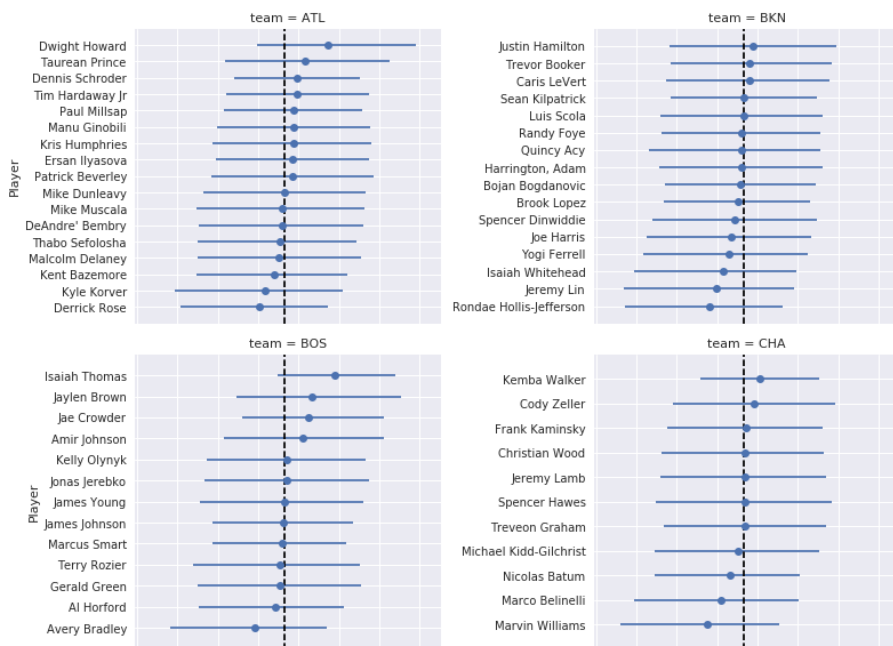 team = ATL
Player
Dwight Howard
Taurean Prince
Dennis Schroder
Tim Hardaway Jr
Paul Millsap
Manu Ginobili
Kris Humphries
Ersan Ilyasova
Patrick Beverley
Mike Dunleavy
Mike Muscala
DeAndre' Bembry
Thabo Sefolosha
Malcolm Delaney
Kent Bazemore
Kyle Korver
Derrick Rose
team = BKN
Justin Hamilton
Trevor Booker
Caris LeVert
Sean Kilpatrick
Luis Scola
Randy Foye
Quincy Acy
Harrington, Adam
Bojan Bogdanovic
Brook Lopez
Spencer Dinwiddie
Joe Harris
Yogi Ferrell
Isaiah Whitehead
Jeremy Lin
Rondae Hollis-Jefferson
team = BOS
Player
Isaiah Thomas
Jaylen Brown
Jae Crowder
Amir Johnson
Kelly Olynyk
Jonas Jerebko
James Young
James Johnson
Marcus Smart
Terry Rozier
Gerald Green
Al Horford
Avery Bradley
team = CHA
Kemba Walker
Cody Zeller
Frank Kaminsky
Christian Wood
Jeremy Lamb
Spencer Hawes
Treveon Graham
Michael Kidd-Gilchrist
Nicolas Batum
Marco Belinelli
Marvin Williams